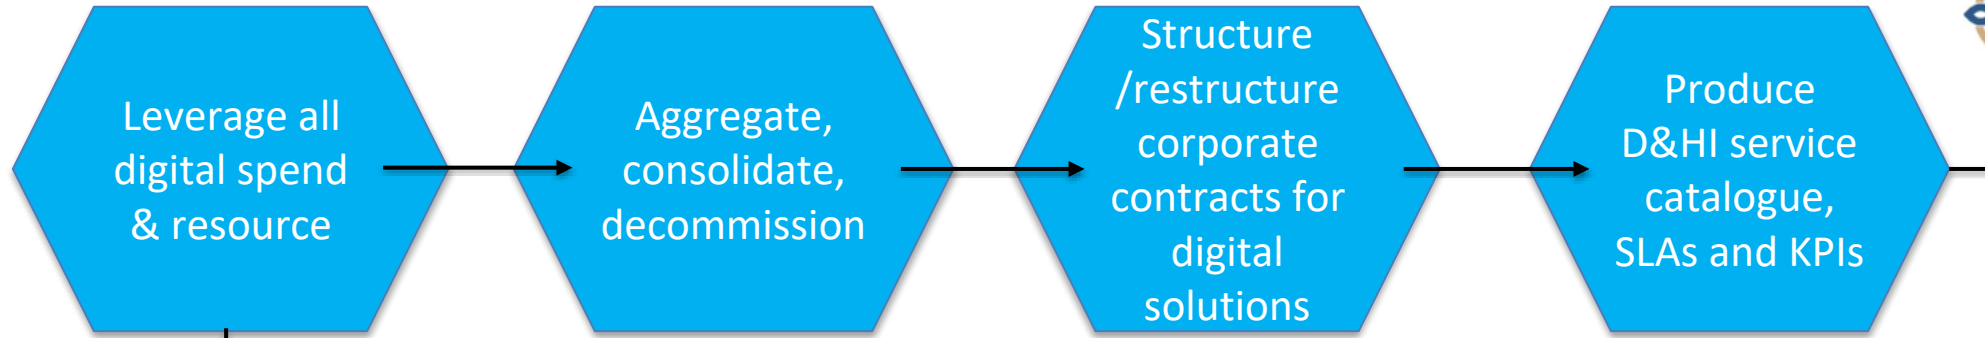 Leverage all
digital spend
& resource
Aggregate,
consolidate,
decommission
Structure
/restructure
corporate
contracts for
digital
solutions
Produce
D&HI service
catalogue,
SLAs and KPIs